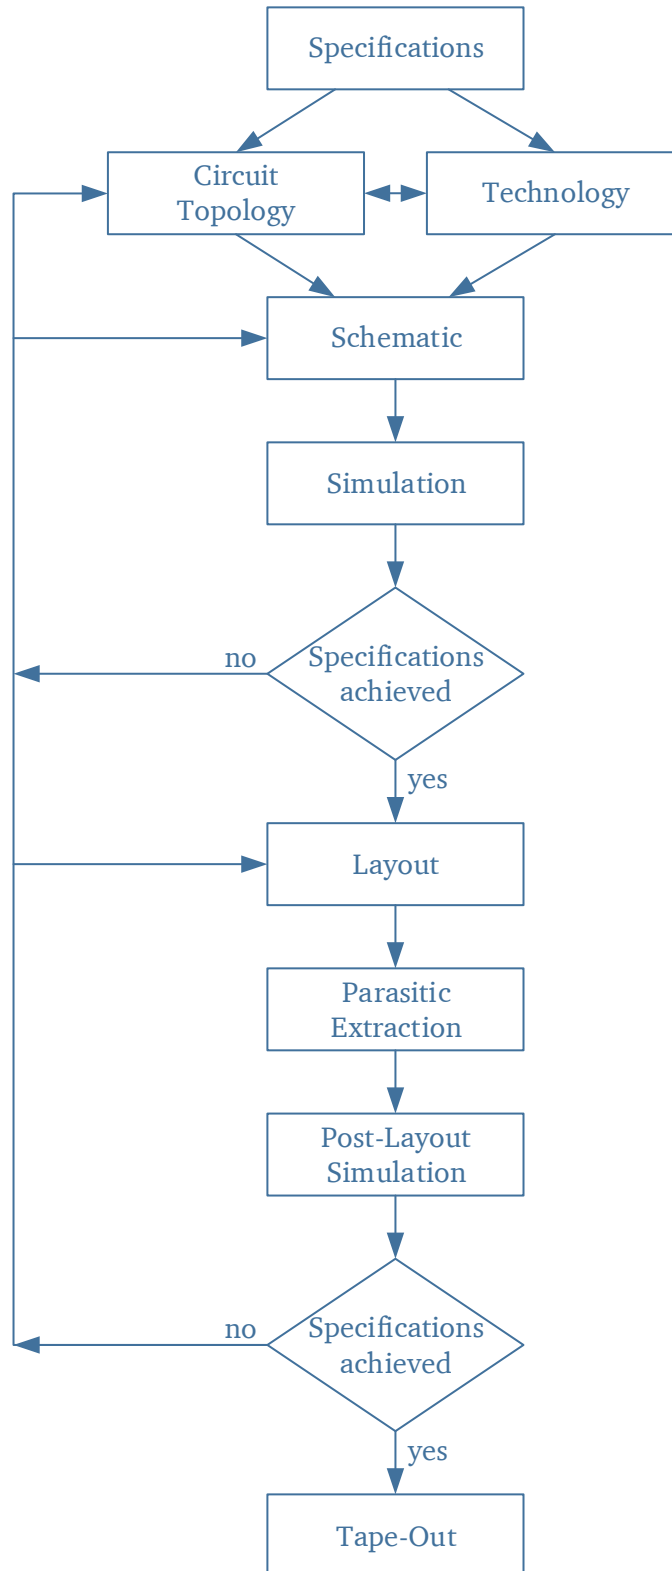 Specifications
Circuit
Topology
Technology
Schematic
Simulation
Specifications
achieved
no
yes
Layout
Parasitic
Extraction
Post-Layout
Simulation
Specifications
achieved
no
yes
Tape-Out